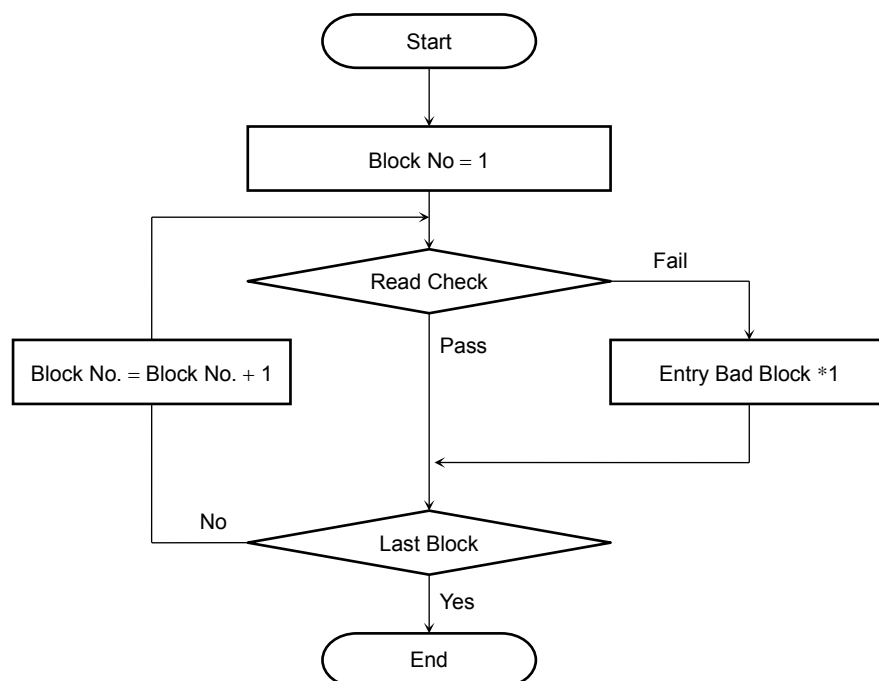 Start
Block No = 1
Read Check
Fail
Pass
Block No. = Block No. + 1
Entry Bad Block *1
No
Last Block
Yes
End